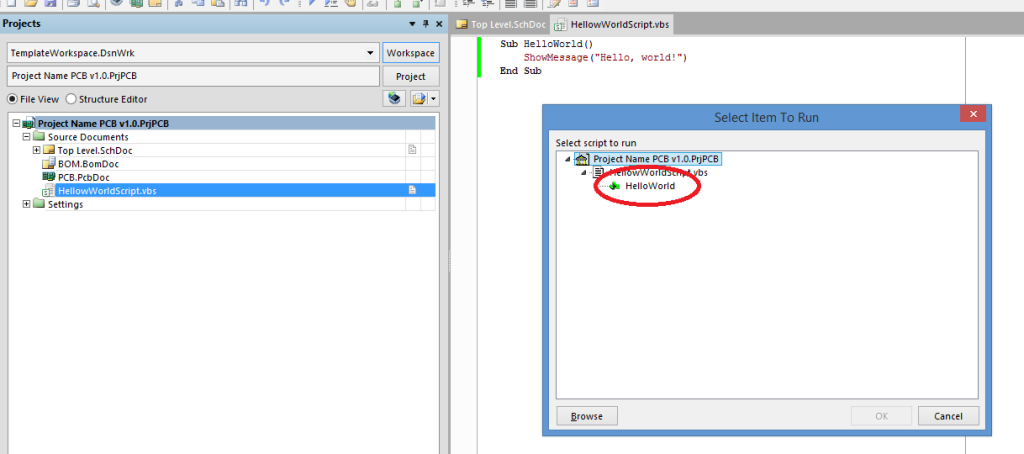 Projects
TemplateWorkspace.DsnWrk
Workspace
Project Name PCB v1.0.PrjPCB
Project
File View
Structure Editor
Project Name PCB v1.0.PrjPCB
Source Documents
Top Level.SchDoc
BOM.BomDoc
PCB.PcbDoc
HellowWorldScript.vbs
Settings
Top Level.SchDoc
HellowWorldScript.vbs
Sub HelloWorld()
ShowMessage("Hello, world!")
End Sub
Select Item To Run
Select script to run
Project Name PCB v1.0.PrjPCB
HellowWorldScript.vbs
HelloWorld
Browse
OK
Cancel